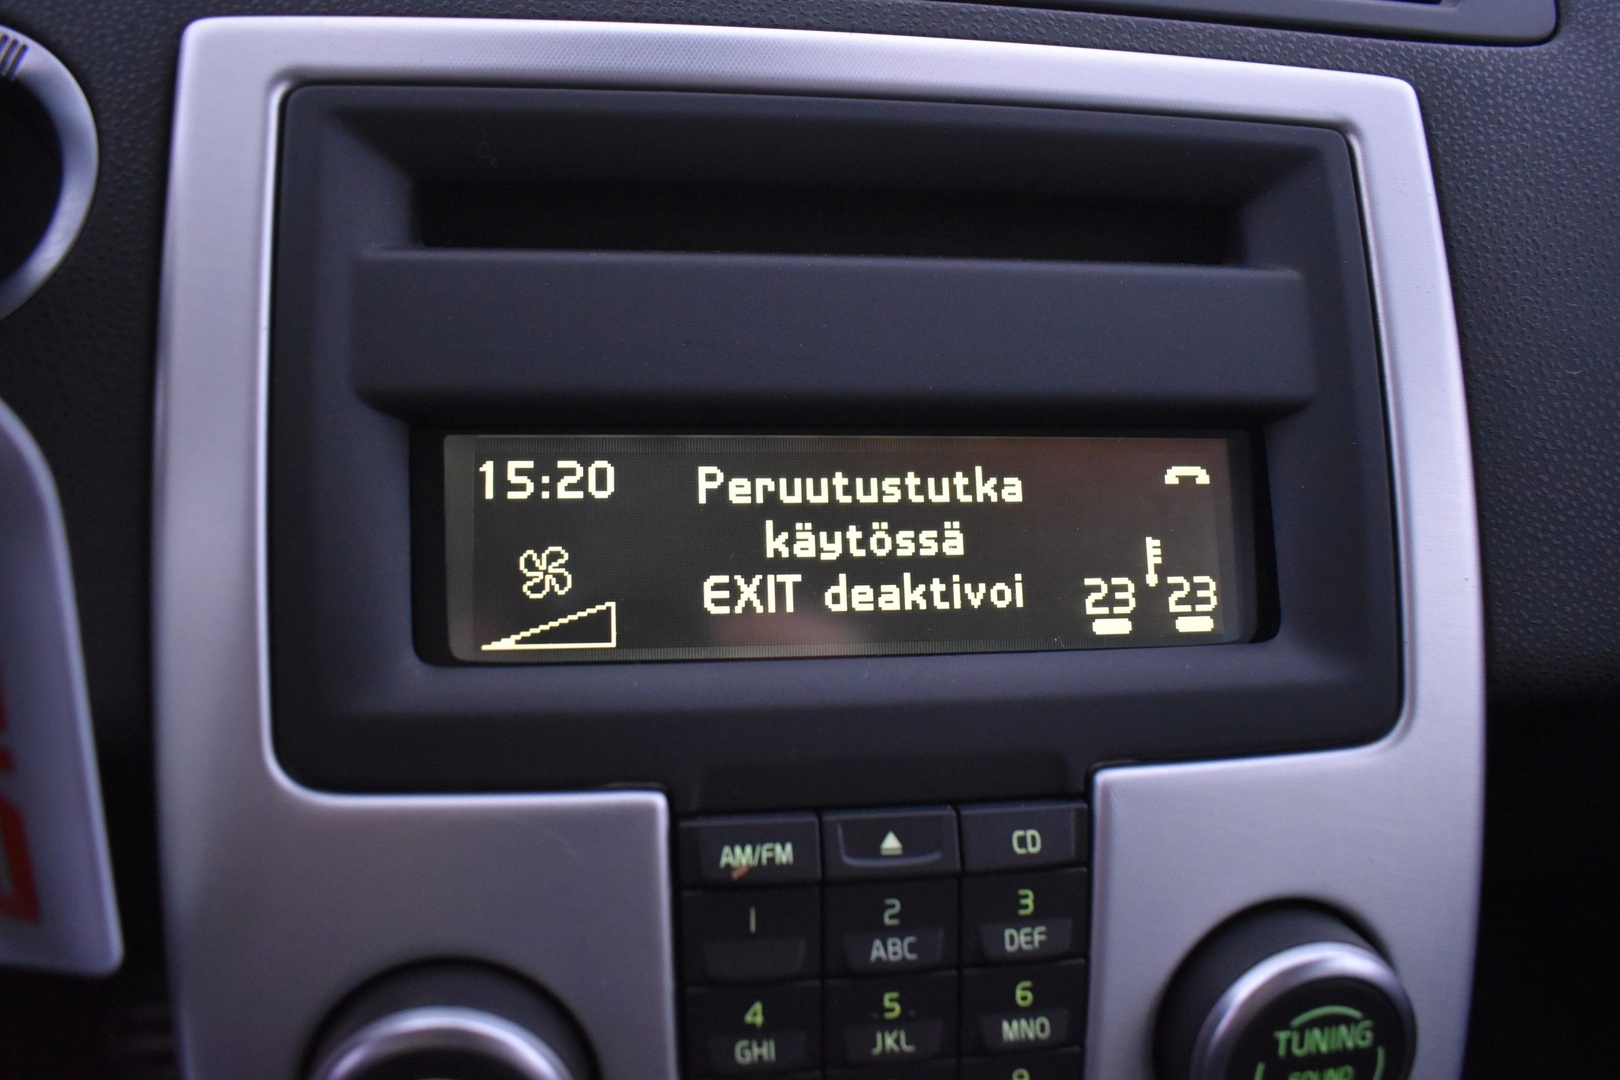 15:20
Peruutustutka
käytössä
EXIT deaktivoi
23 23
AM/FM
CD
1
2
ABC
3
DEF
4
GHI
5
JKL
6
MNO
TUNING
SOUND